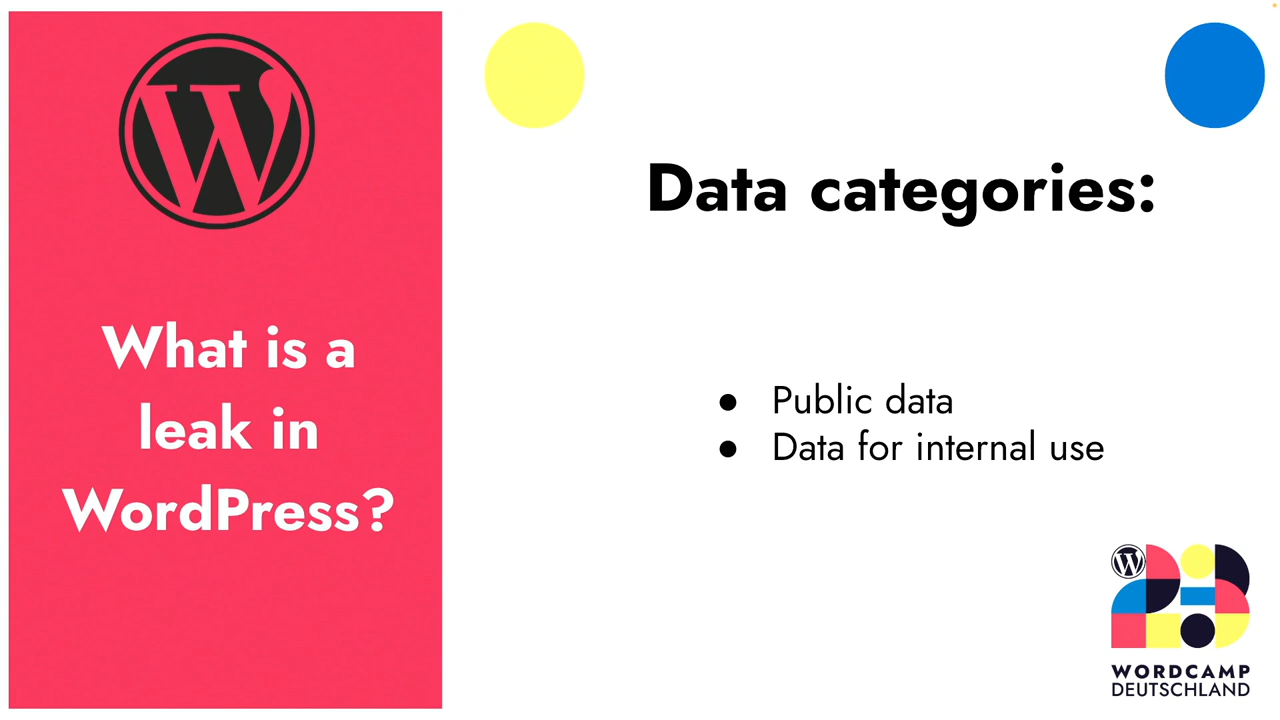 What is a
leak in
WordPress?
Data categories:
● Public data
● Data for internal use
WORDCAMP
DEUTSCHLAND